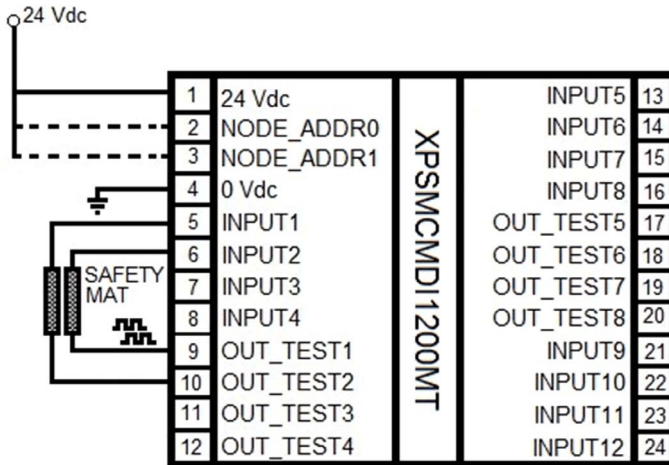 24 Vdc
1 24 Vdc
2 NODE_ADDR0
3 NODE_ADDR1
4 0 Vdc
5 INPUT1
6 INPUT2
7 INPUT3
8 INPUT4
9 OUT_TEST1
10 OUT_TEST2
11 OUT_TEST3
12 OUT_TEST4
SAFETY
MAT
XPSMCMDI1200MT
INPUT5 13
INPUT6 14
INPUT7 15
INPUT8 16
OUT_TEST5 17
OUT_TEST6 18
OUT_TEST7 19
OUT_TEST8 20
INPUT9 21
INPUT10 22
INPUT11 23
INPUT12 24